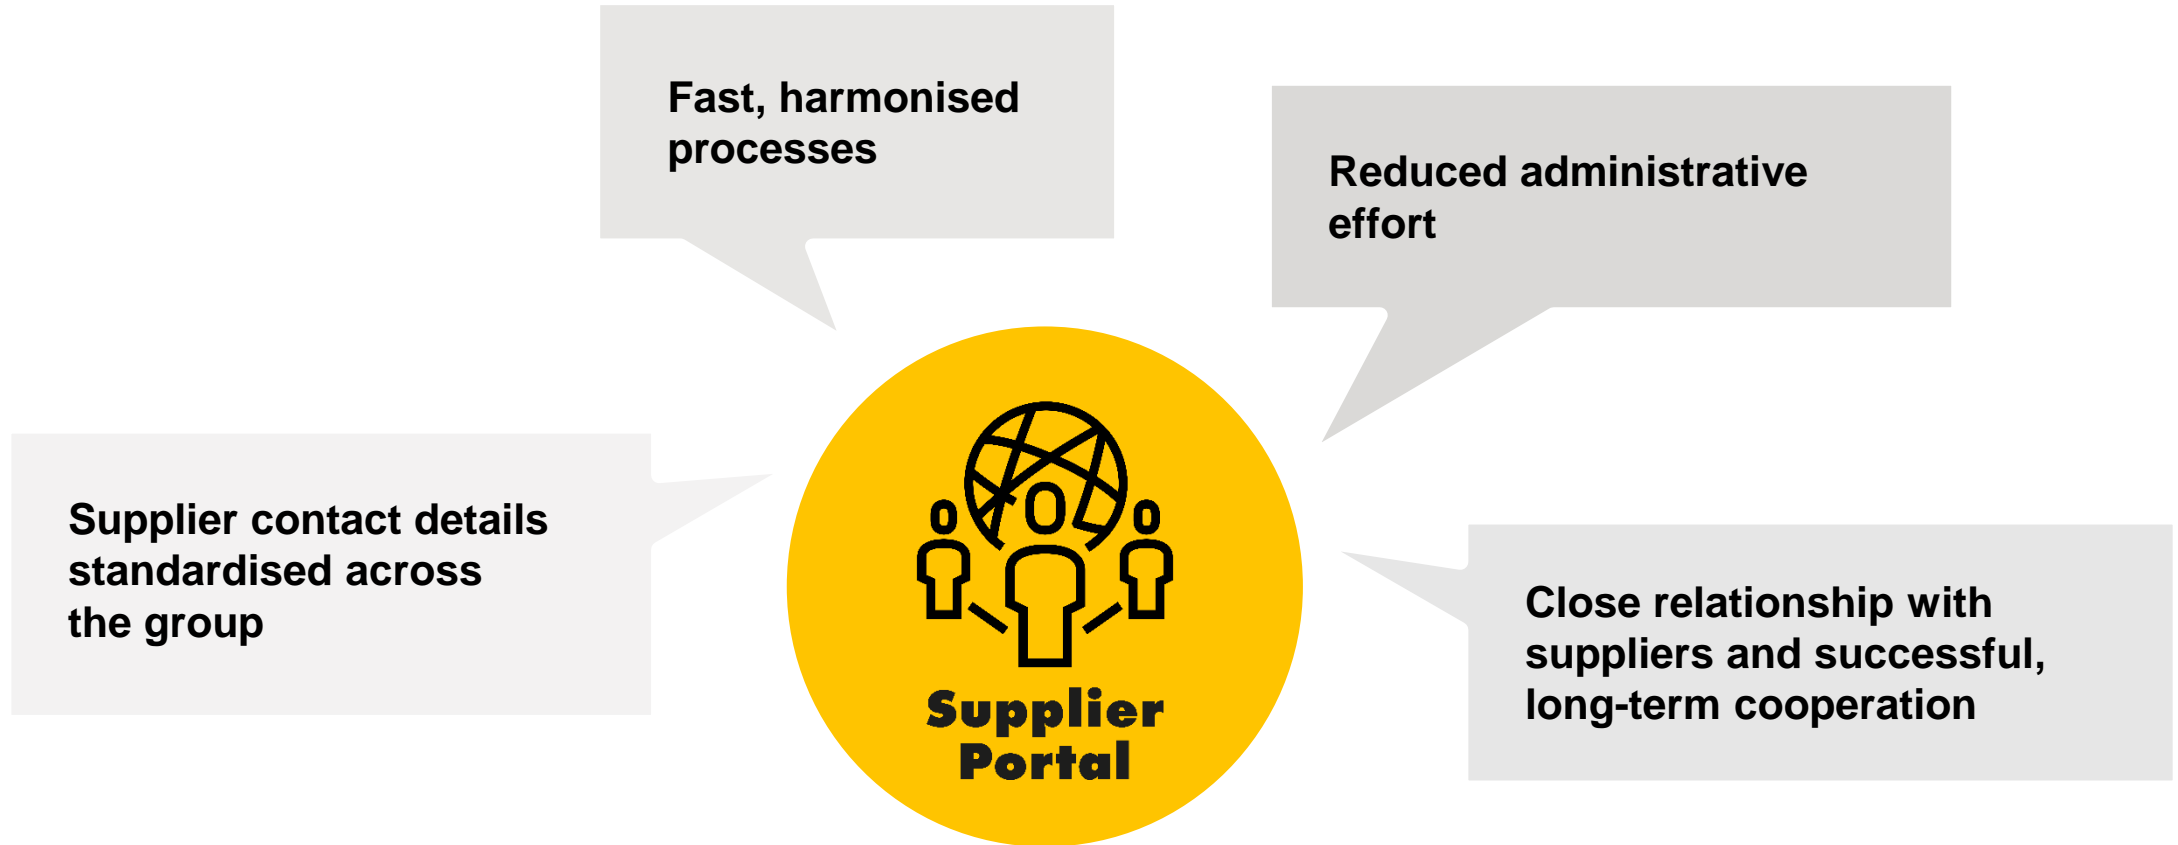 Fast, harmonised
processes
Reduced administrative
effort
Supplier contact details
standardised across
the group
Close relationship with
suppliers and successful,
long-term cooperation
Supplier
Portal